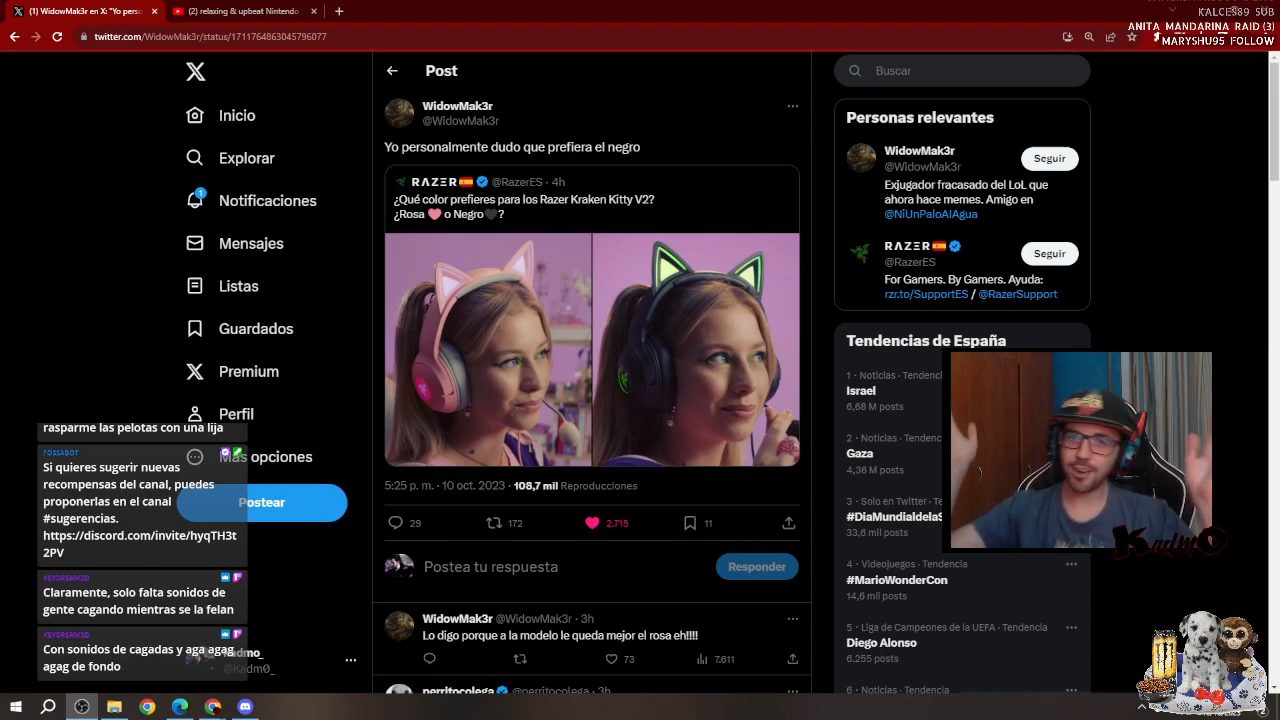 (1) WidowMak3r en X: "Yo perso
(2) relaxing & upbeat Nintendo
KALCES89 SUB
ANITA MANDARINA RAID (3)
MARYSHU95 FOLLOW
twitter.com/WidowMak3r/status/1711764863045796077
Inicio
Explorar
1
Notificaciones
Mensajes
Listas
Guardados
Premium
Perfil
Más opciones
Postear
rasparme las pelotas con una lija
FOSSABOT
Si quieres sugerir nuevas
recompensas del canal, puedes
proponerlas en el canal
#sugerencias.
https://discord.com/invite/hyqTH3t
2PV
KEYDREAM3D
Claramente, solo falta sonidos de
gente cagando mientras se la felan
KEYDREAM3D
Con sonidos de cagadas y aga agag
agag de fondo
Kadmo_
@Kadm0_
Post
WidowMak3r
@WidowMak3r
Yo personalmente dudo que prefiera el negro
RAZER @RazerES · 4h
¿Qué color prefieres para los Razer Kraken Kitty V2?
¿Rosa 🩷 o Negro🖤?
5:25 p. m. · 10 oct. 2023 · 108,7 mil Reproducciones
29 172 2.715 11
Postea tu respuesta
Responder
WidowMak3r @WidowMak3r · 3h
Lo digo porque a la modelo le queda mejor el rosa eh!!!!
73 7.611
perritocolega @perritocolega · 3h
Buscar
Personas relevantes
WidowMak3r
@WidowMak3r
Seguir
Exjugador fracasado del LoL que
ahora hace memes. Amigo en
@NiUnPaloAlAgua
RAZER
@RazerES
Seguir
For Gamers. By Gamers. Ayuda:
rzr.to/SupportES / @RazerSupport
Tendencias de España
1 · Noticias · Tendenc
Israel
6,68 M posts
2 · Noticias · Tendenc
Gaza
4,36 M posts
3 · Solo en Twitter · Te
#DiaMundialdelaS
33,6 mil posts
Kadm
4 · Videojuegos · Tendencia
#MarioWonderCon
14,6 mil posts
5 · Liga de Campeones de la UEFA · Tendencia
Diego Alonso
6.255 posts
6 · Noticias · Tendencia